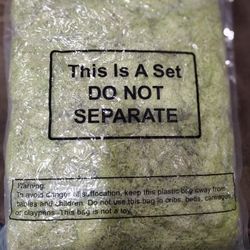 This Is A Set
DO NOT
SEPARATE
Warning:
To avoid danger of suffocation, keep this plastic bag away from
babies and children. Do not use this bag in cribs, beds, carriages
or playpens. This bag is not a toy.